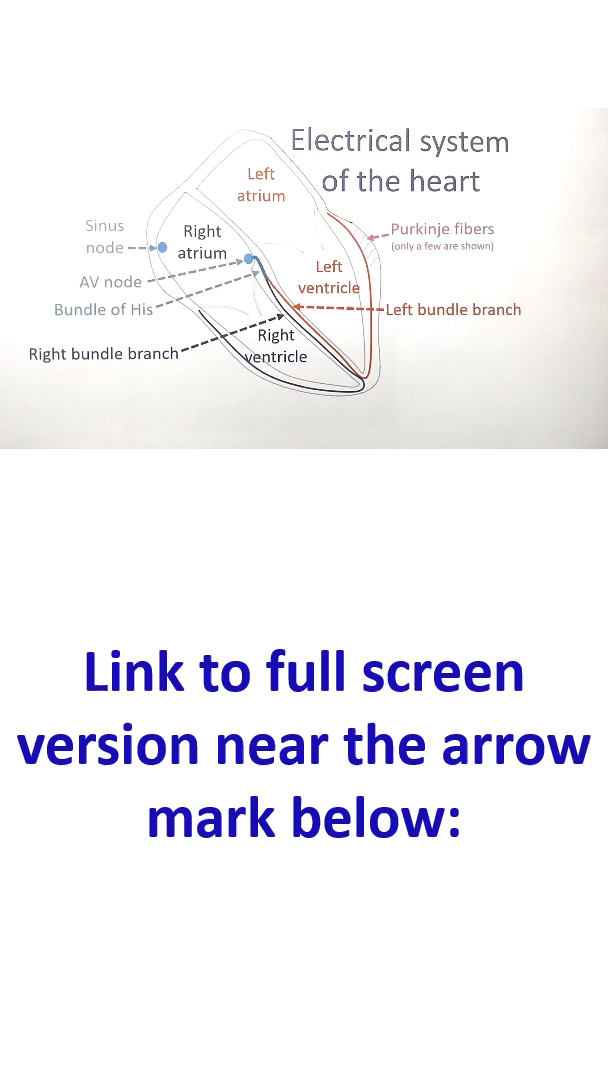 Electrical system
of the heart
Left
atrium
Sinus
node
Right
atrium
Purkinje fibers
(only a few are shown)
AV node
Left
ventricle
Bundle of His
Left bundle branch
Right bundle branch
Right
ventricle
Link to full screen
version near the arrow
mark below: